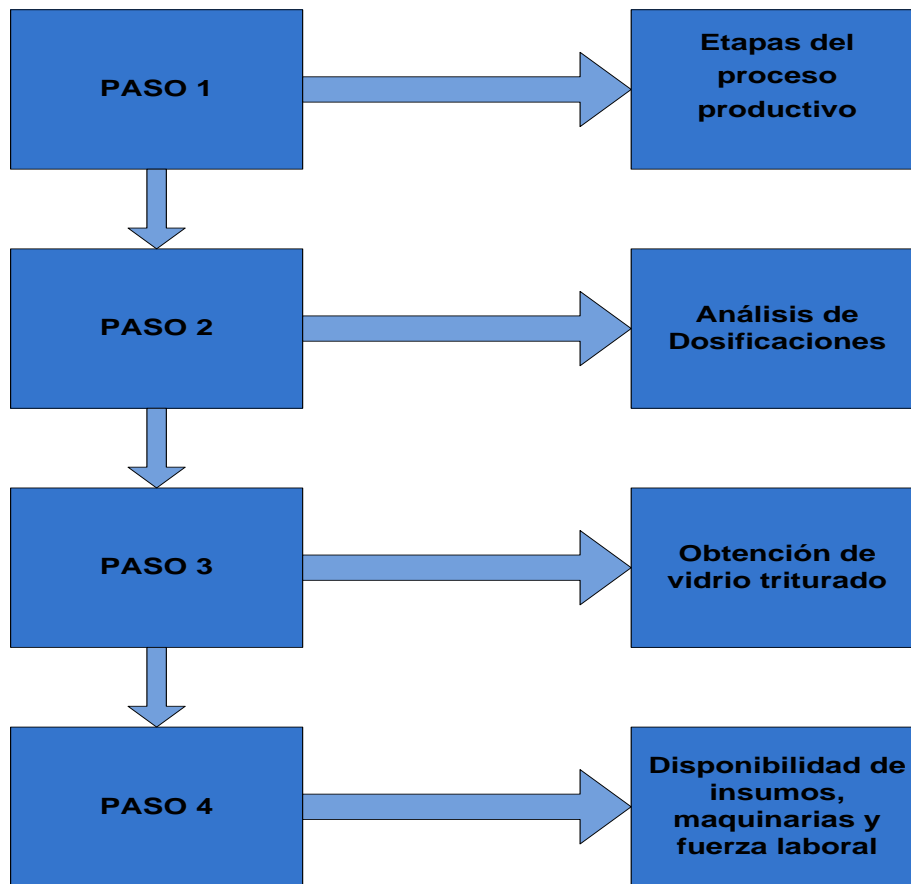 PASO 1
Etapas del
proceso
productivo
PASO 2
Análisis de
Dosificaciones
PASO 3
Obtención de
vidrio triturado
PASO 4
Disponibilidad de
insumos,
maquinarias y
fuerza laboral